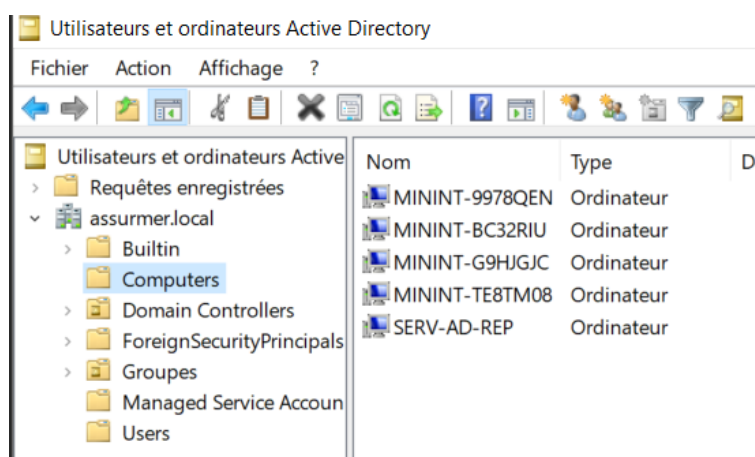 Utilisateurs et ordinateurs Active Directory
Fichier Action Affichage ?
Utilisateurs et ordinateurs Active
Requêtes enregistrées
assurmer.local
Builtin
Computers
Domain Controllers
ForeignSecurityPrincipals
Groupes
Managed Service Accoun
Users
Nom Type D
MININT-9978QEN Ordinateur
MININT-BC32RIU Ordinateur
MININT-G9HJGJC Ordinateur
MININT-TE8TM08 Ordinateur
SERV-AD-REP Ordinateur